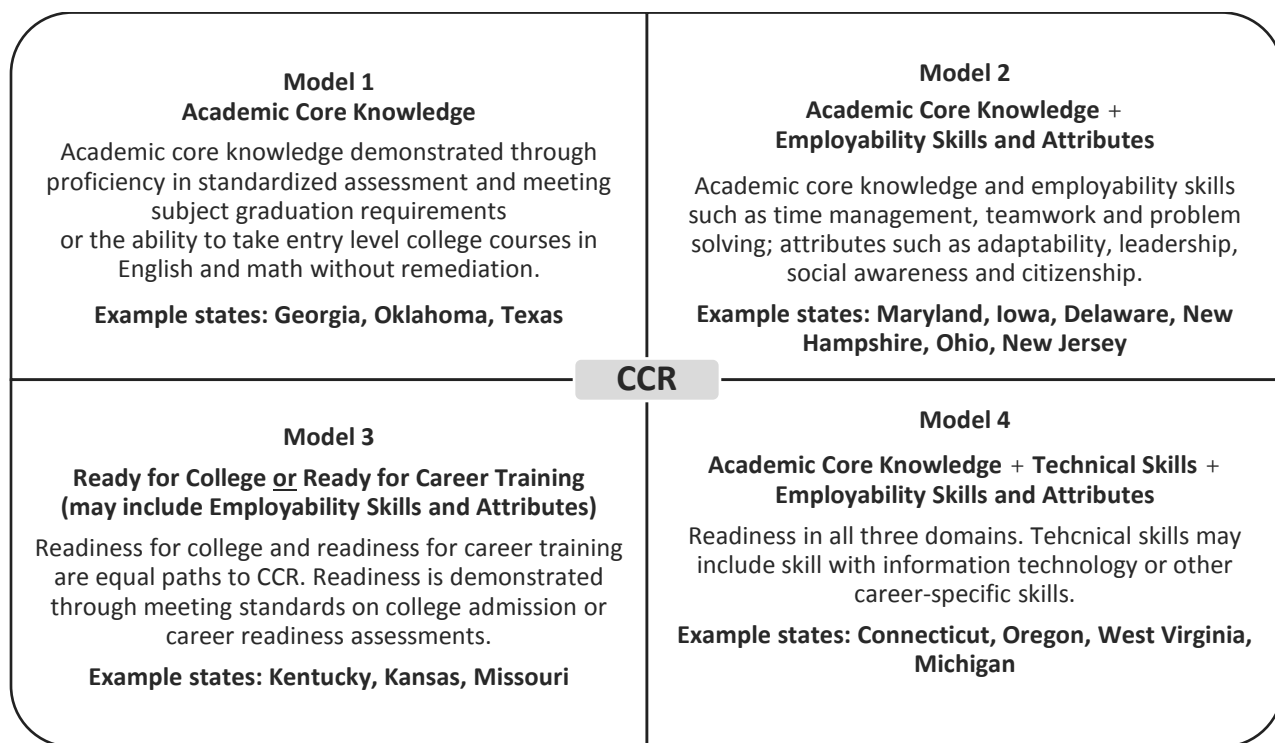 Model 1
Academic Core Knowledge
Academic core knowledge demonstrated through
proficiency in standardized assessment and meeting
subject graduation requirements
or the ability to take entry level college courses in
English and math without remediation.
Example states: Georgia, Oklahoma, Texas
Model 2
Academic Core Knowledge +
Employability Skills and Attributes
Academic core knowledge and employability skills
such as time management, teamwork and problem
solving; attributes such as adaptability, leadership,
social awareness and citizenship.
Example states: Maryland, Iowa, Delaware, New
Hampshire, Ohio, New Jersey
CCR
Model 3
Ready for College or Ready for Career Training
(may include Employability Skills and Attributes)
Readiness for college and readiness for career training
are equal paths to CCR. Readiness is demonstrated
through meeting standards on college admission or
career readiness assessments.
Example states: Kentucky, Kansas, Missouri
Model 4
Academic Core Knowledge + Technical Skills +
Employability Skills and Attributes
Readiness in all three domains. Tehcnical skills may
include skill with information technology or other
career-specific skills.
Example states: Connecticut, Oregon, West Virginia,
Michigan